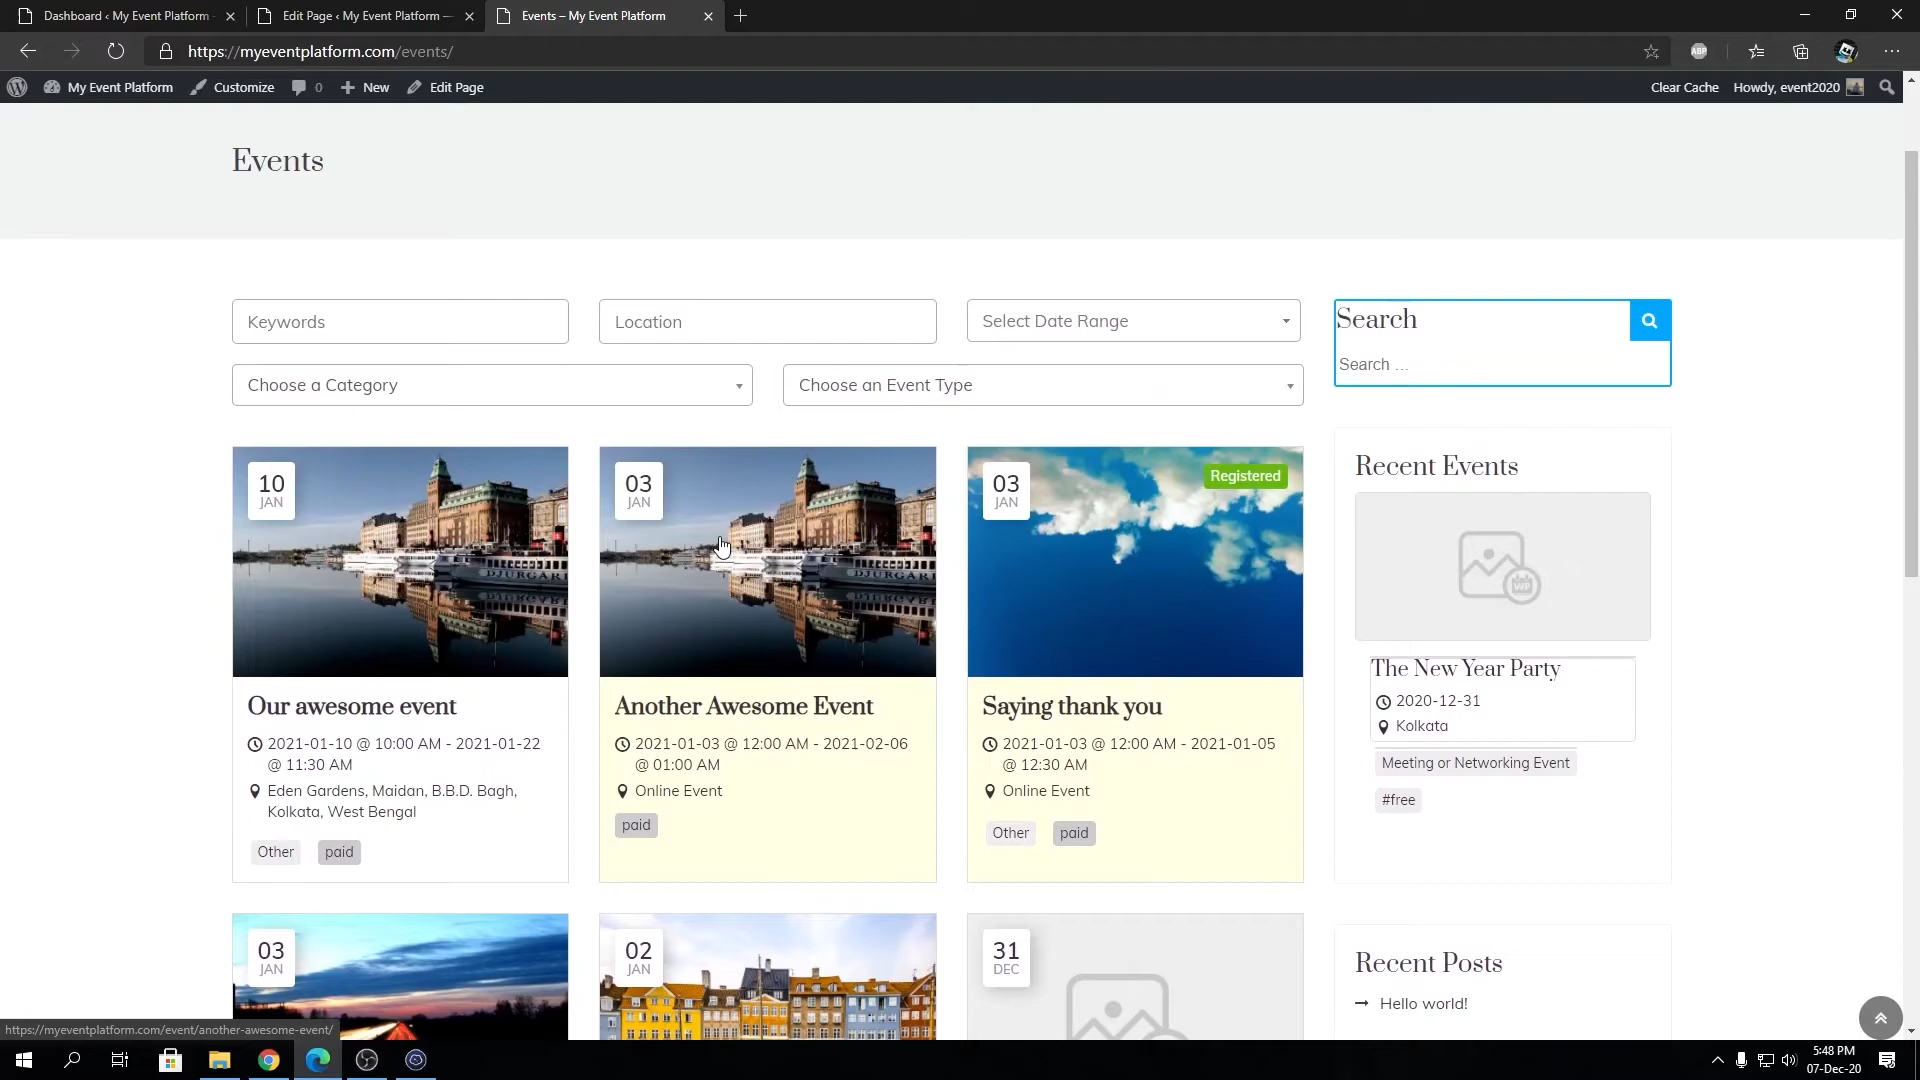 Dashboard ‹ My Event Platform
Edit Page ‹ My Event Platform —
Events – My Event Platform
https://myeventplatform.com/events/
ABP
My Event Platform
Customize
0
New
Edit Page
Clear Cache
Howdy, event2020
Events
Keywords
Location
Select Date Range
Search
Search …
Choose a Category
Choose an Event Type
10
JAN
DJURGÅR
03
JAN
DJURGÅR
03
JAN
Registered
Recent Events
WP
Our awesome event
2021-01-10 @ 10:00 AM - 2021-01-22
@ 11:30 AM
Eden Gardens, Maidan, B.B.D. Bagh,
Kolkata, West Bengal
Other
paid
Another Awesome Event
2021-01-03 @ 12:00 AM - 2021-02-06
@ 01:00 AM
Online Event
paid
Saying thank you
2021-01-03 @ 12:00 AM - 2021-01-05
@ 12:30 AM
Online Event
Other
paid
The New Year Party
2020-12-31
Kolkata
Meeting or Networking Event
#free
03
JAN
02
JAN
31
DEC
Recent Posts
Hello world!
https://myeventplatform.com/event/another-awesome-event/
5:48 PM
07-Dec-20